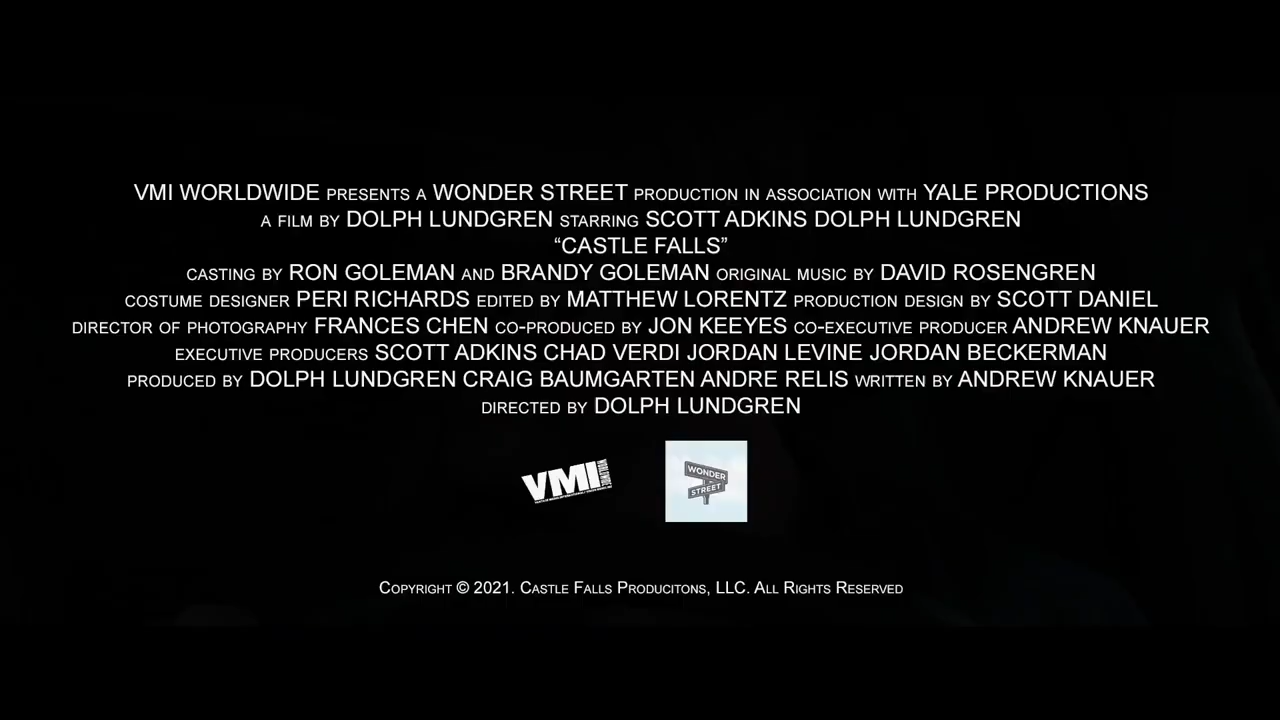 VMI WORLDWIDE PRESENTS A WONDER STREET PRODUCTION IN ASSOCIATION WITH YALE PRODUCTIONS
A FILM BY DOLPH LUNDGREN STARRING SCOTT ADKINS DOLPH LUNDGREN
“CASTLE FALLS”
CASTING BY RON GOLEMAN AND BRANDY GOLEMAN ORIGINAL MUSIC BY DAVID ROSENGREN
COSTUME DESIGNER PERI RICHARDS EDITED BY MATTHEW LORENTZ PRODUCTION DESIGN BY SCOTT DANIEL
DIRECTOR OF PHOTOGRAPHY FRANCES CHEN CO-PRODUCED BY JON KEEYES CO-EXECUTIVE PRODUCER ANDREW KNAUER
EXECUTIVE PRODUCERS SCOTT ADKINS CHAD VERDI JORDAN LEVINE JORDAN BECKERMAN
PRODUCED BY DOLPH LUNDGREN CRAIG BAUMGARTEN ANDRE RELIS WRITTEN BY ANDREW KNAUER
DIRECTED BY DOLPH LUNDGREN
VMI WORLDWIDE
WONDER
STREET
Copyright © 2021. Castle Falls Producitons, LLC. All Rights Reserved